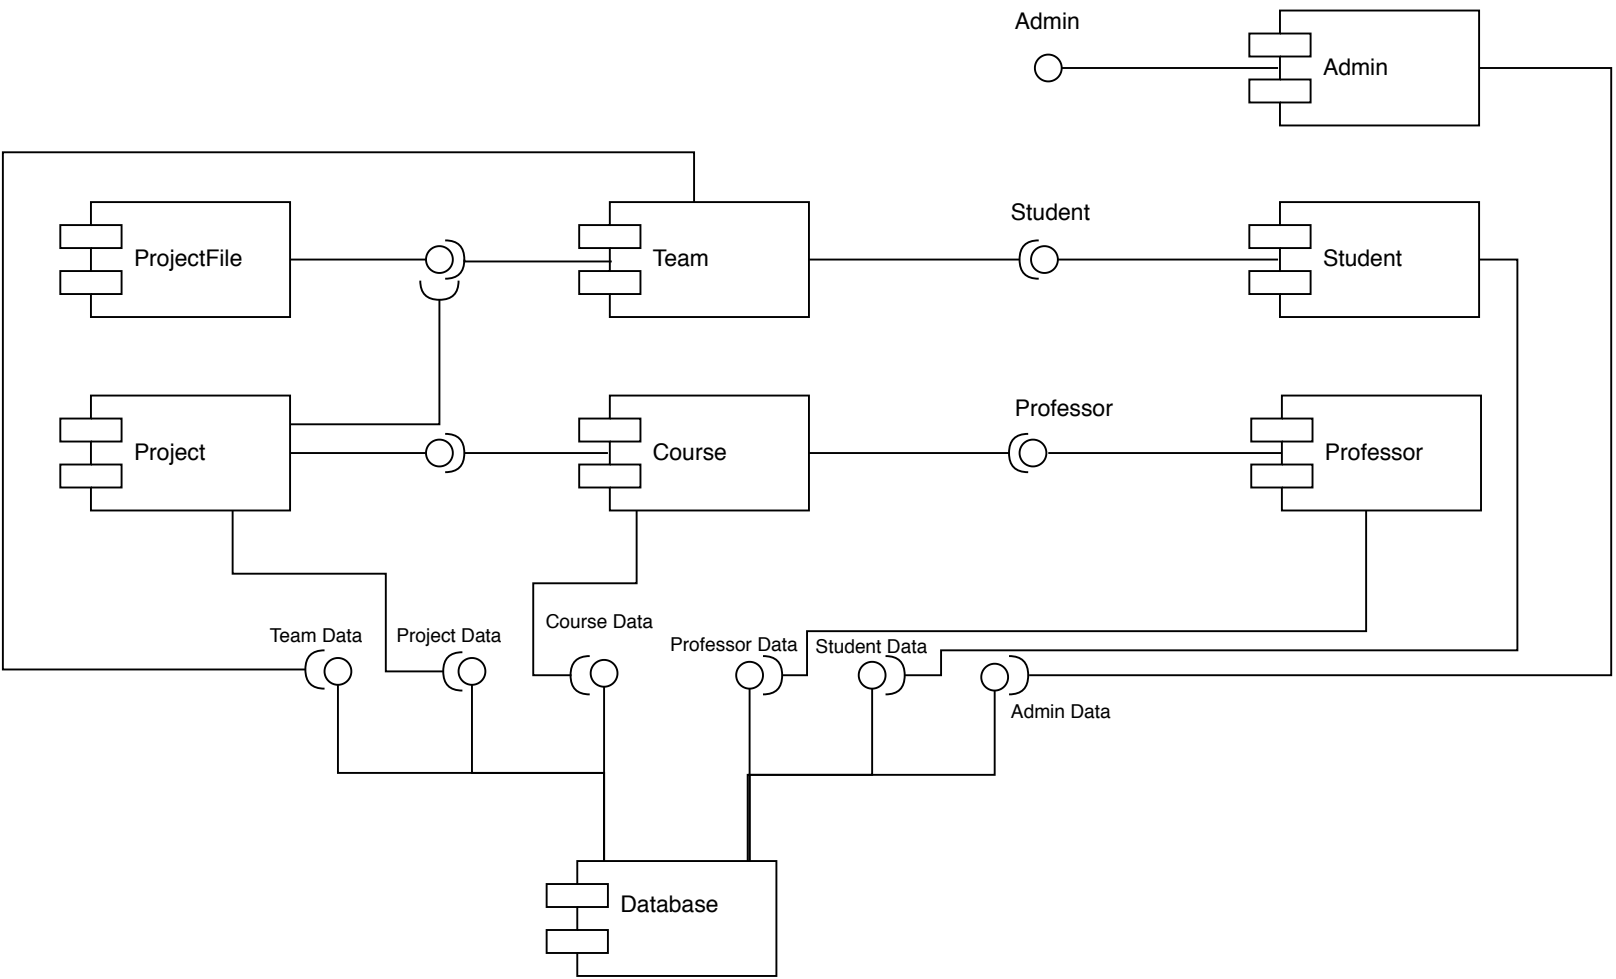 Admin
Admin
Student
ProjectFile
Team
Student
Professor
Project
Course
Professor
Course Data
Team Data
Project Data
Professor Data
Student Data
Admin Data
Database